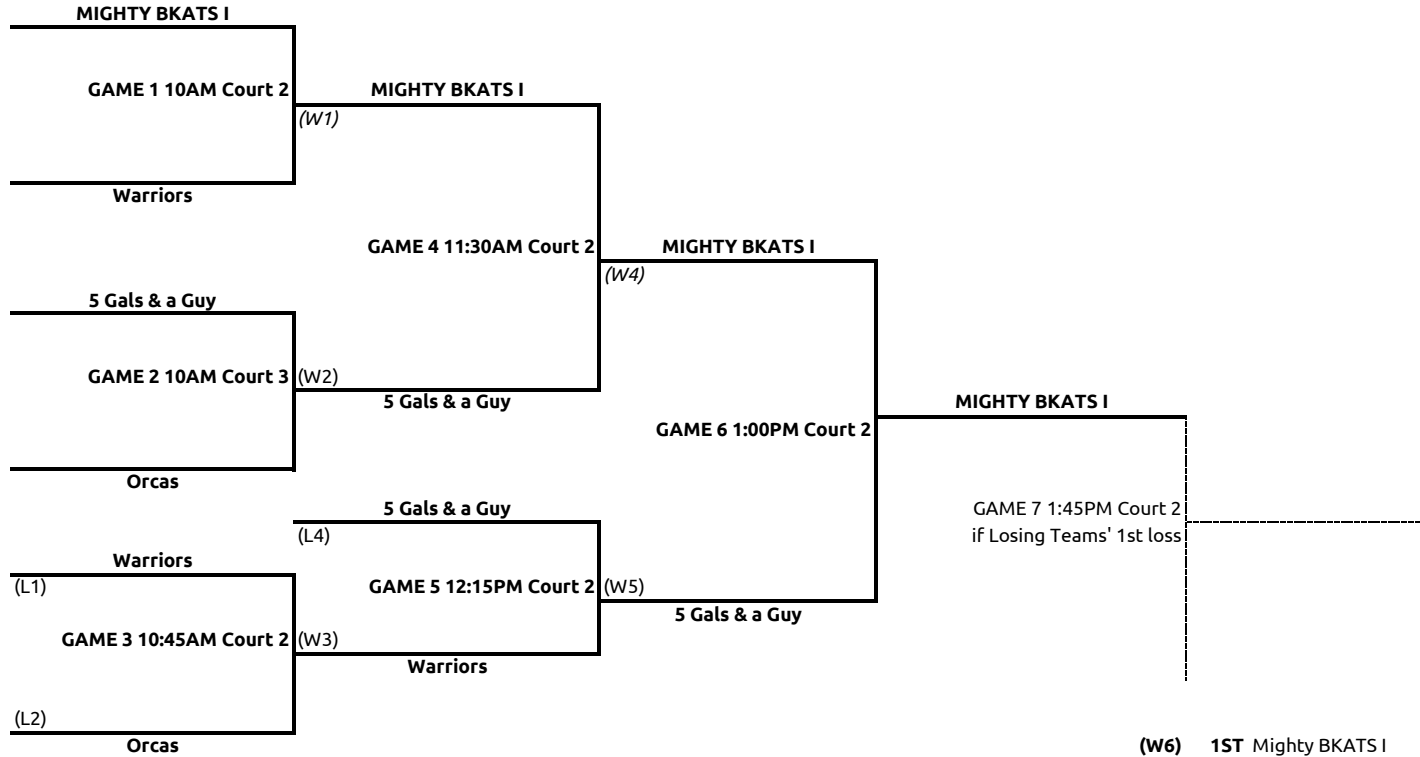 MIGHTY BKATS I
GAME 1 10AM Court 2
MIGHTY BKATS I
(W1)
Warriors
GAME 4 11:30AM Court 2
MIGHTY BKATS I
(W4)
5 Gals & a Guy
GAME 2 10AM Court 3
(W2)
5 Gals & a Guy
MIGHTY BKATS I
GAME 6 1:00PM Court 2
Orcas
5 Gals & a Guy
(L4)
GAME 7 1:45PM Court 2
if Losing Teams' 1st loss
Warriors
(L1)
GAME 5 12:15PM Court 2
(W5)
5 Gals & a Guy
GAME 3 10:45AM Court 2
(W3)
Warriors
(L2)
Orcas
(W6) 1ST Mighty BKATS I